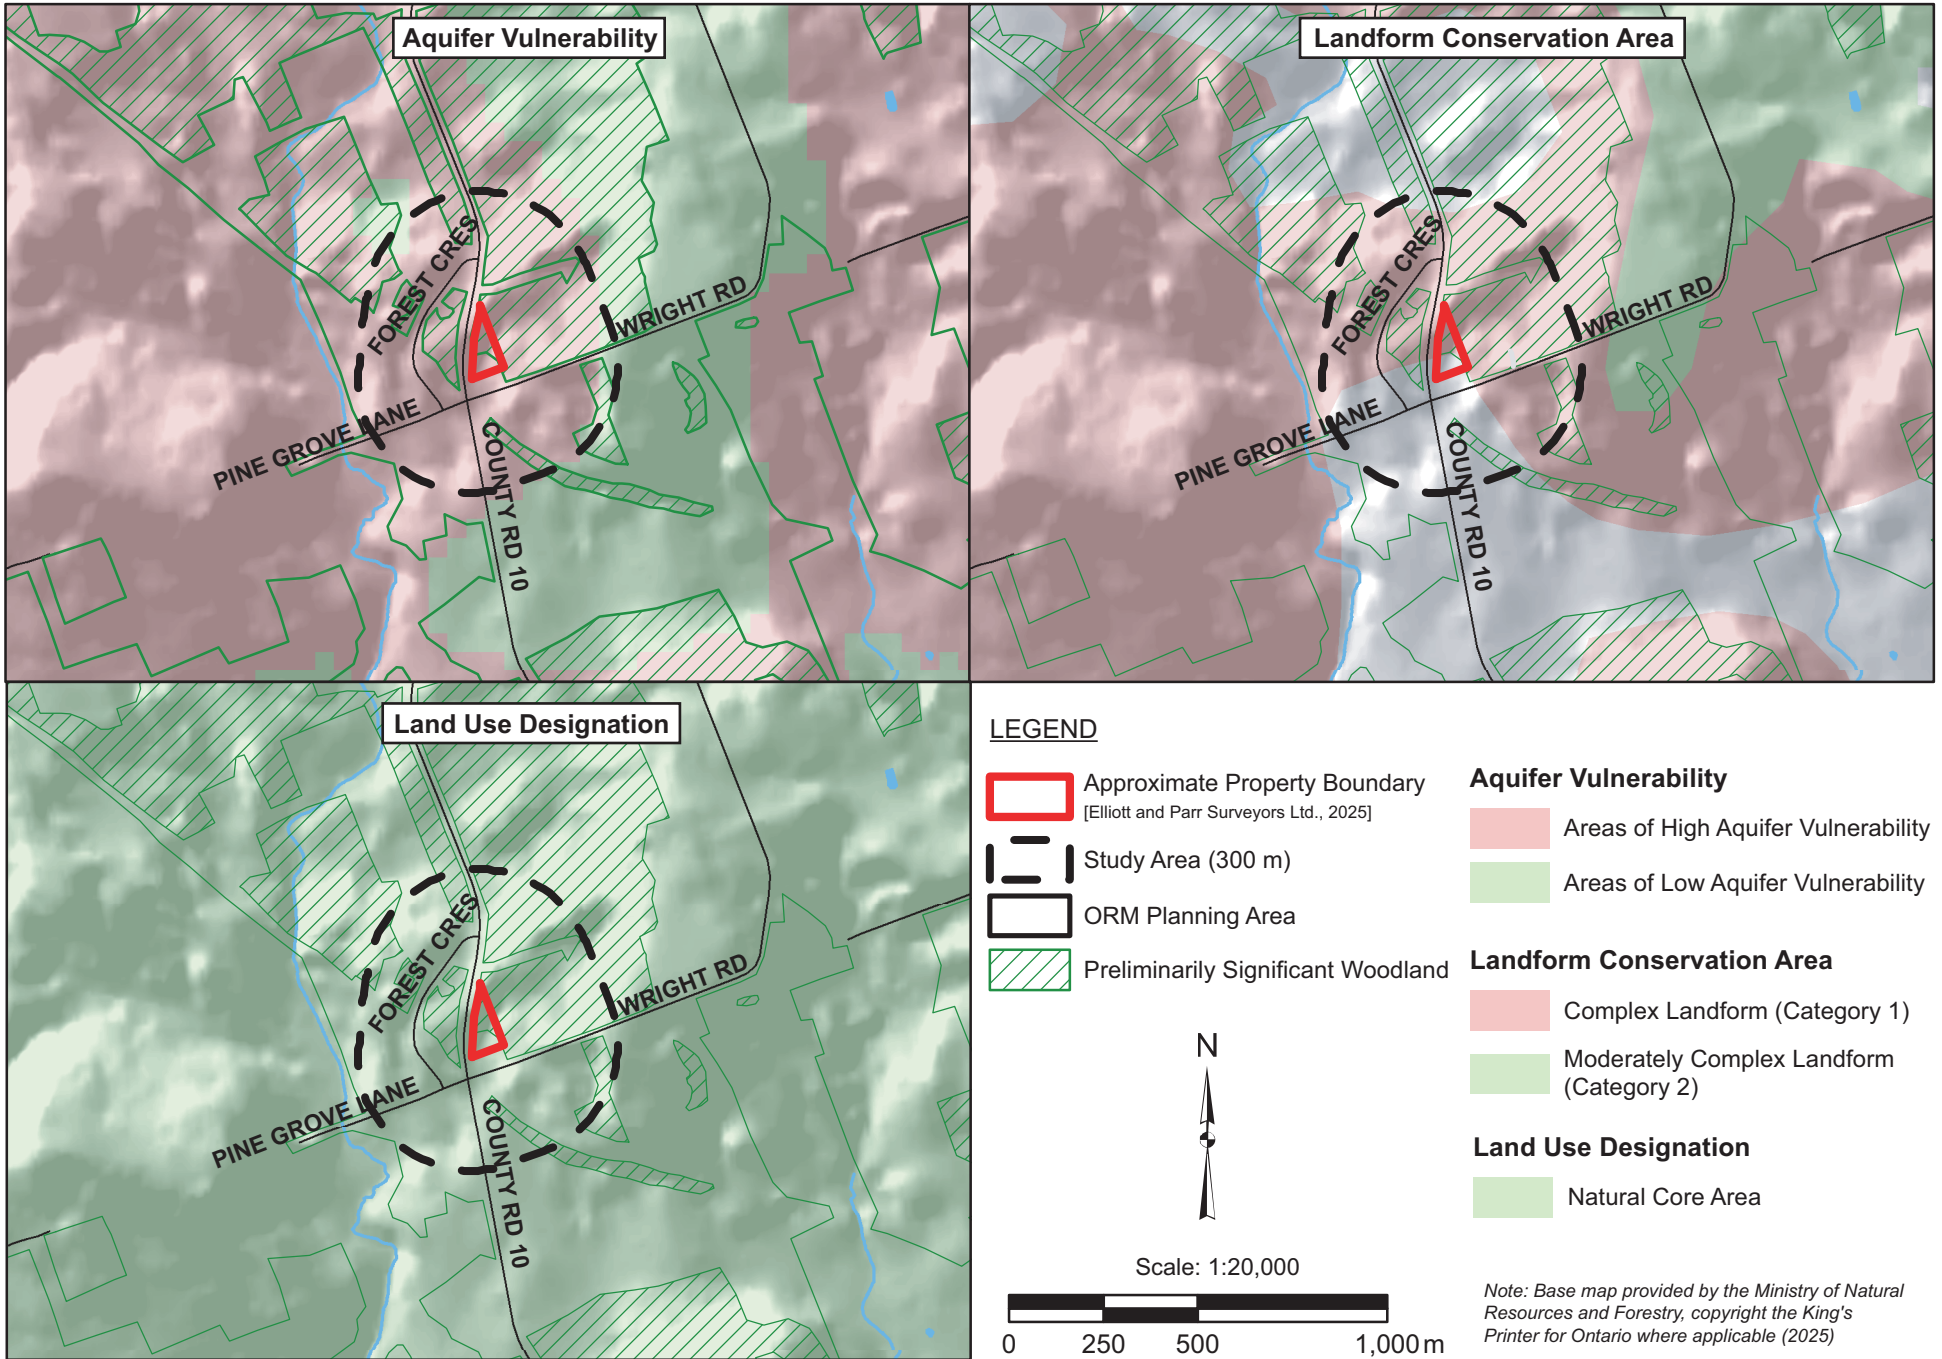 Aquifer Vulnerability
FOREST CRES
WRIGHT RD
PINE GROVE LANE
COUNTY RD 10
Landform Conservation Area
FOREST CRES
WRIGHT RD
PINE GROVE LANE
COUNTY RD 10
Land Use Designation
FOREST CRES
WRIGHT RD
PINE GROVE LANE
COUNTY RD 10
LEGEND
Approximate Property Boundary
[Elliott and Parr Surveyors Ltd., 2025]
Study Area (300 m)
ORM Planning Area
Preliminarily Significant Woodland
N
Scale: 1:20,000
0 250 500 1,000 m
Aquifer Vulnerability
Areas of High Aquifer Vulnerability
Areas of Low Aquifer Vulnerability
Landform Conservation Area
Complex Landform (Category 1)
Moderately Complex Landform
(Category 2)
Land Use Designation
Natural Core Area
Note: Base map provided by the Ministry of Natural
Resources and Forestry, copyright the King's
Printer for Ontario where applicable (2025)